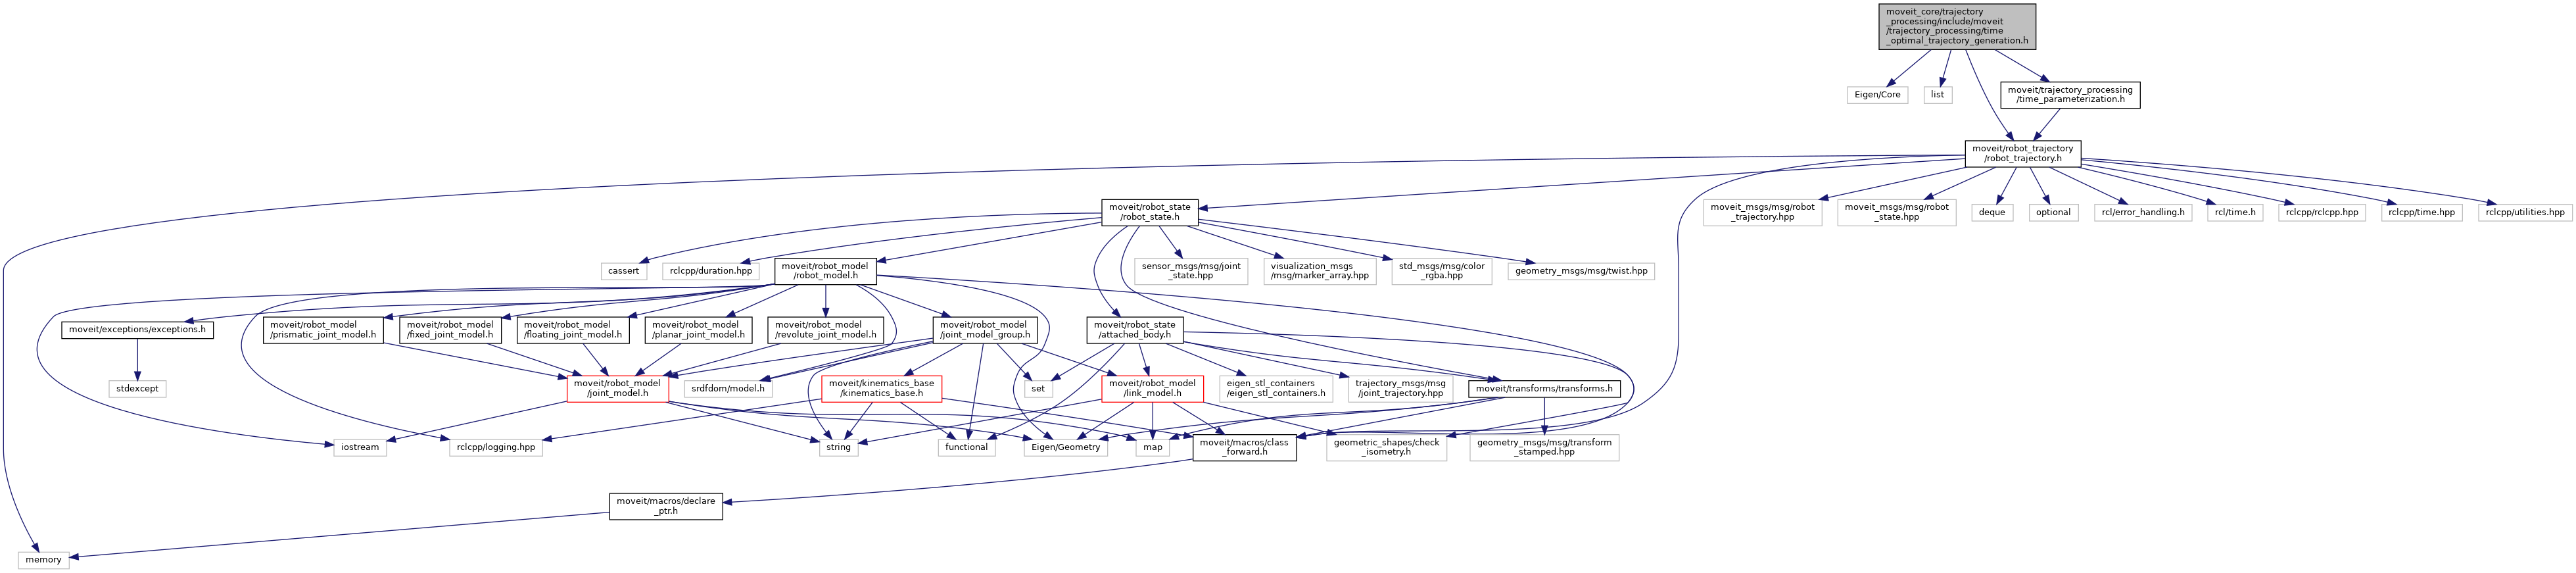 moveit_core/trajectory
_processing/include/moveit
/trajectory_processing/time
_optimal_trajectory_generation.h
Eigen/Core
list
moveit/trajectory_processing
/time_parameterization.h
moveit/robot_trajectory
/robot_trajectory.h
moveit/robot_state
/robot_state.h
moveit_msgs/msg/robot
_trajectory.hpp
moveit_msgs/msg/robot
_state.hpp
deque
optional
rcl/error_handling.h
rcl/time.h
rclcpp/rclcpp.hpp
rclcpp/time.hpp
rclcpp/utilities.hpp
cassert
rclcpp/duration.hpp
moveit/robot_model
/robot_model.h
sensor_msgs/msg/joint
_state.hpp
visualization_msgs
/msg/marker_array.hpp
std_msgs/msg/color
_rgba.hpp
geometry_msgs/msg/twist.hpp
moveit/exceptions/exceptions.h
moveit/robot_model
/prismatic_joint_model.h
moveit/robot_model
/fixed_joint_model.h
moveit/robot_model
/floating_joint_model.h
moveit/robot_model
/planar_joint_model.h
moveit/robot_model
/revolute_joint_model.h
moveit/robot_model
/joint_model_group.h
moveit/robot_state
/attached_body.h
stdexcept
moveit/robot_model
/joint_model.h
srdfdom/model.h
moveit/kinematics_base
/kinematics_base.h
set
moveit/robot_model
/link_model.h
eigen_stl_containers
/eigen_stl_containers.h
trajectory_msgs/msg
/joint_trajectory.hpp
moveit/transforms/transforms.h
iostream
rclcpp/logging.hpp
string
functional
Eigen/Geometry
map
moveit/macros/class
_forward.h
geometric_shapes/check
_isometry.h
geometry_msgs/msg/transform
_stamped.hpp
moveit/macros/declare
_ptr.h
memory